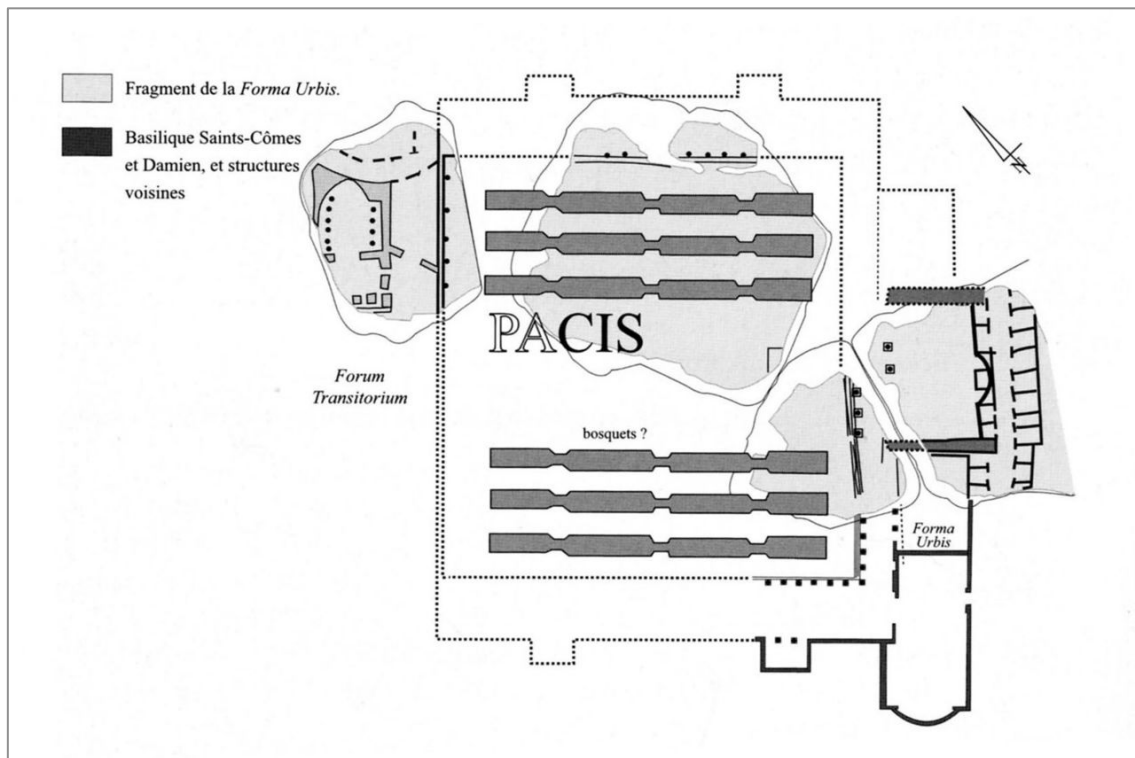 Fragment de la Forma Urbis.
Basilique Saints-Cômes
et Damien, et structures
voisines
N
PACIS
Forum
Transitorium
bosquets ?
Forma
Urbis